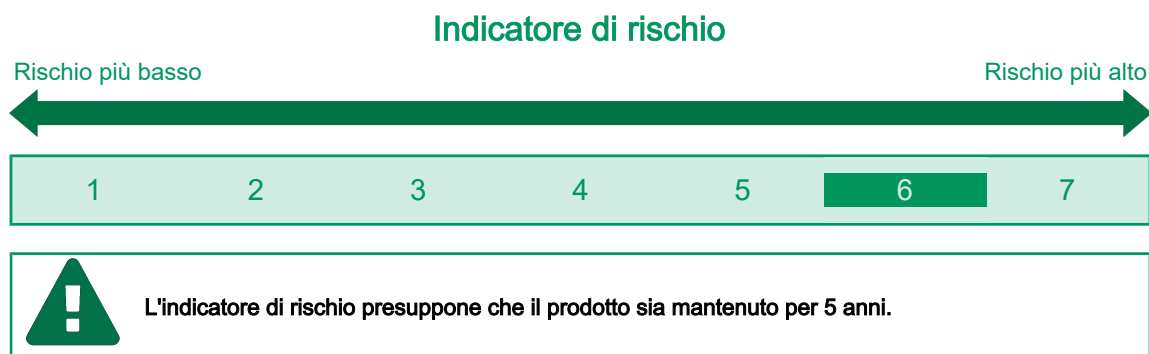 Indicatore di rischio
Rischio più basso Rischio più alto
1 2 3 4 5 6 7
L'indicatore di rischio presuppone che il prodotto sia mantenuto per 5 anni.